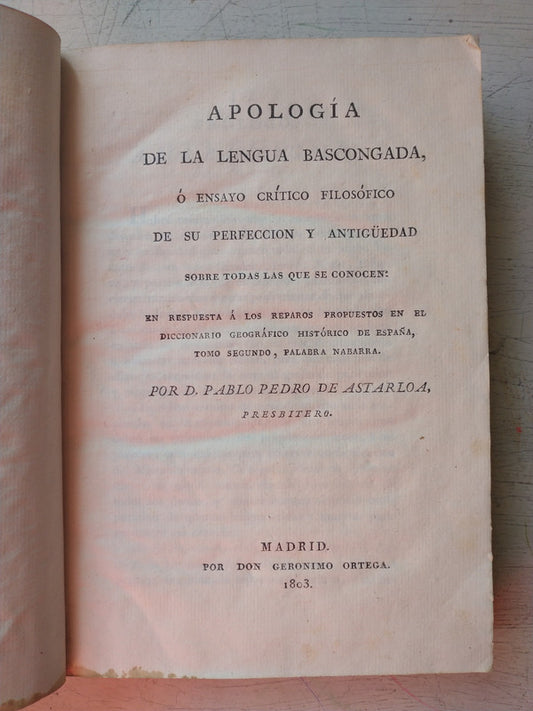 APOLOGÍA
DE LA LENGUA BASCONGADA,
Ó ENSAYO CRÍTICO FILOSÓFICO
DE SU PERFECCION Y ANTIGÜEDAD
SOBRE TODAS LAS QUE SE CONOCEN:
EN RESPUESTA Á LOS REPAROS PROPUESTOS EN EL
DICCIONARIO GEOGRÁFICO HISTÓRICO DE ESPAÑA,
TOMO SEGUNDO, PALABRA NABARRA.
POR D. PABLO PEDRO DE ASTARLOA,
PRESBITERO.
MADRID.
POR DON GERONIMO ORTEGA.
1803.